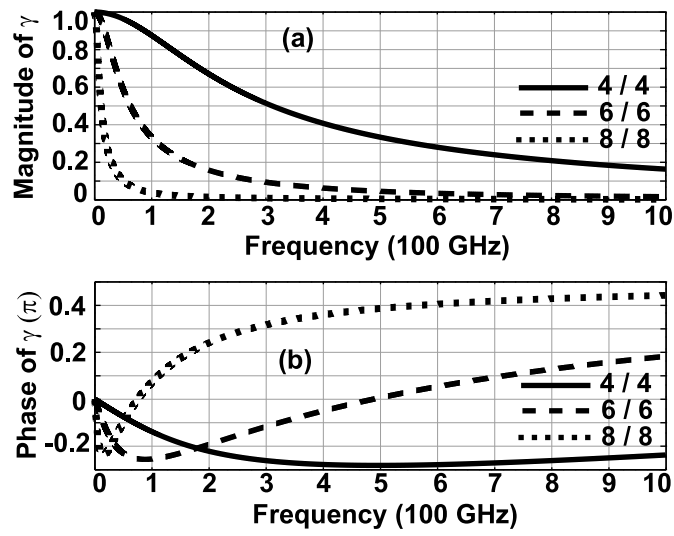 1.0
0.8
0.6
0.4
0.2
0
Magnitude of γ
(a)
4 / 4
6 / 6
8 / 8
0 1 2 3 4 5 6 7 8 9 10
Frequency (100 GHz)
0.4
0.2
0
-0.2
Phase of γ (π)
(b)
4 / 4
6 / 6
8 / 8
0 1 2 3 4 5 6 7 8 9 10
Frequency (100 GHz)